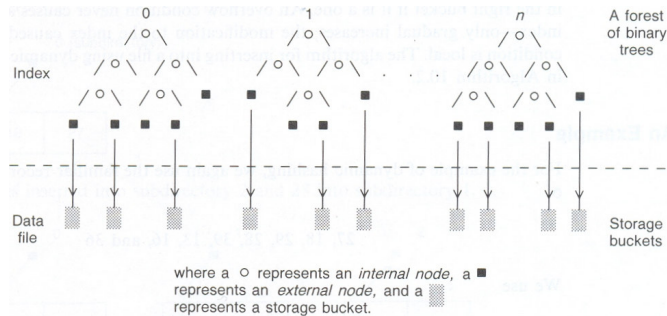 0 1 n A forest
of binary
trees
Index
Data
file
Storage
buckets
where a ○ represents an internal node, a ■
represents an external node, and a ▒
represents a storage bucket.